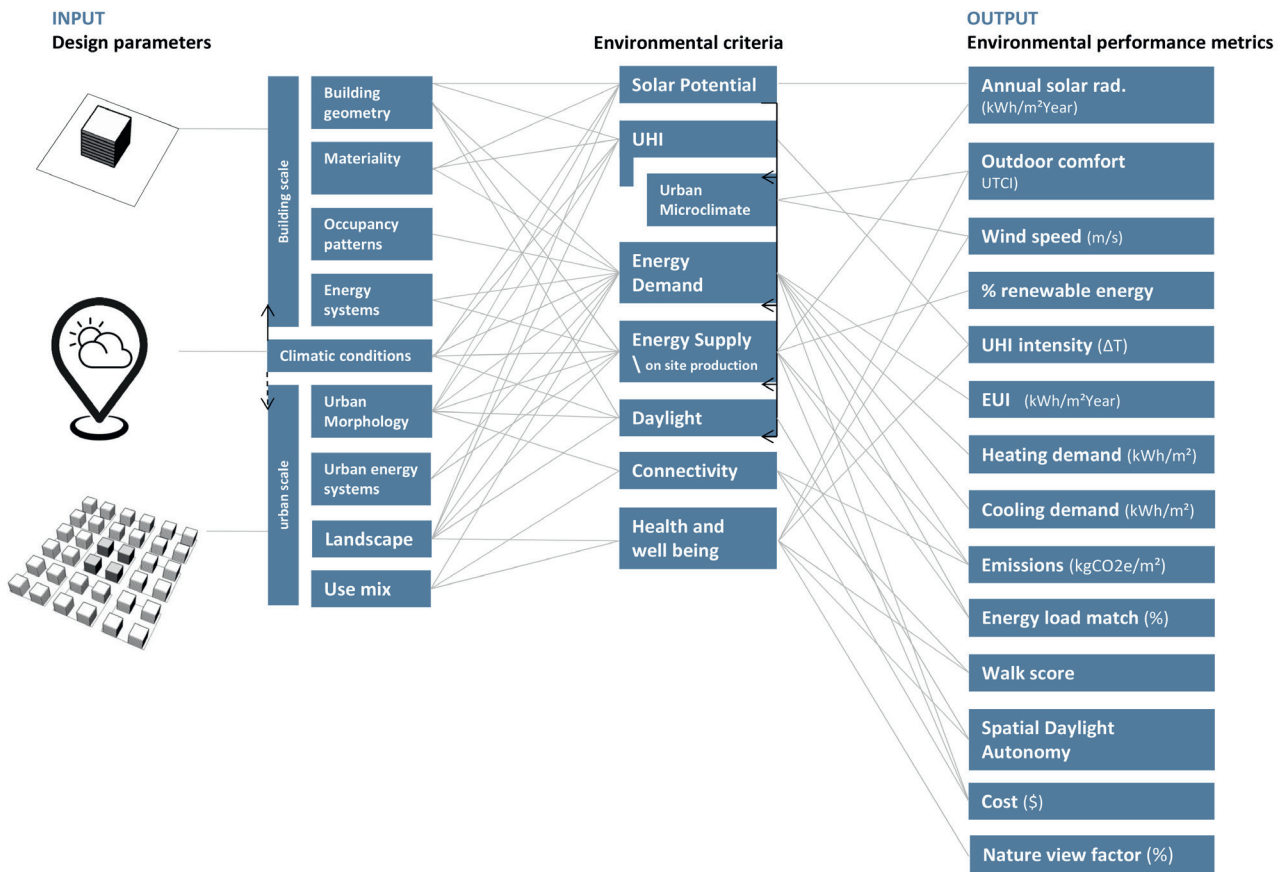 INPUT
Design parameters
Environmental criteria
OUTPUT
Environmental performance metrics
Building scale
Building
geometry
Materiality
Occupancy
patterns
Energy
systems
Climatic conditions
urban scale
Urban
Morphology
Urban energy
systems
Landscape
Use mix
Solar Potential
UHI
Urban
Microclimate
Energy
Demand
Energy Supply
\ on site production
Daylight
Connectivity
Health and
well being
Annual solar rad.
(kWh/m²Year)
Outdoor comfort
UTCI)
Wind speed (m/s)
% renewable energy
UHI intensity (ΔT)
EUI (kWh/m²Year)
Heating demand (kWh/m²)
Cooling demand (kWh/m²)
Emissions (kgCO2e/m²)
Energy load match (%)
Walk score
Spatial Daylight
Autonomy
Cost ($)
Nature view factor (%)